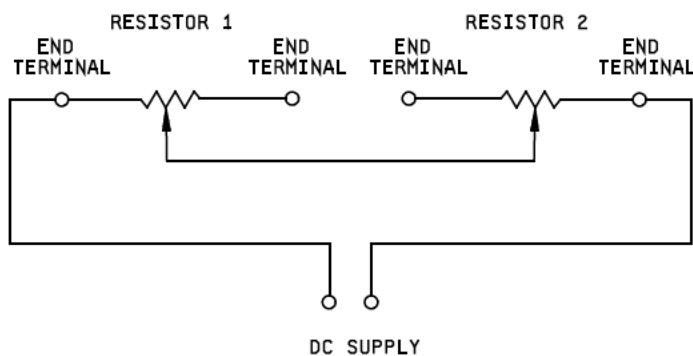 RESISTOR 1
RESISTOR 2
END
TERMINAL
END
TERMINAL
END
TERMINAL
END
TERMINAL
DC SUPPLY